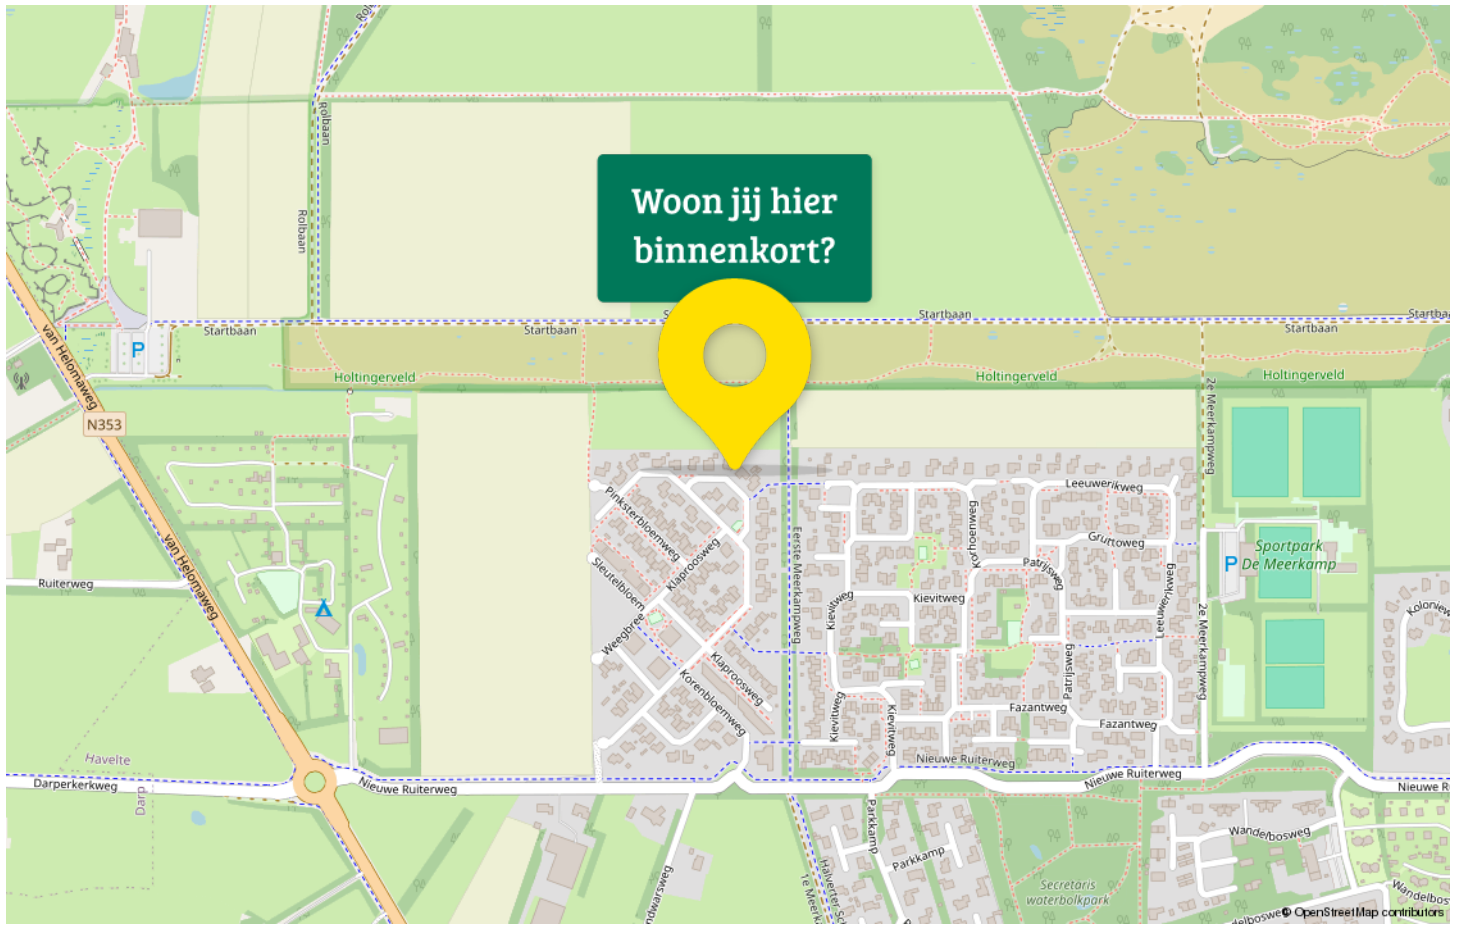 Rolbaan
Rolbaan
Woon jij hier
binnenkort?
Startbaan
Startbaan
Startbaan
Startbaan
P
van Helomaweg
Holtingerveld
Holtingerveld
Holtingerveld
2e Meerkampweg
N353
Leeuwerikweg
Pinksterbloemweg
Korhoenweg
Eerste Meerkampweg
Gruttoweg
Klaproosweg
Patrijsweg
P
Sportpark
De Meerkamp
van Helomaweg
Ruiterweg
Sleutelbloem
Kievitweg
Kievitweg
Leeuwerikweg
2e Meerkampweg
Weegbree
Klaproosweg
Patrijsweg
Korenbloemweg
Kievitweg
Kievitweg
Fazantweg
Fazantweg
Havelte
Nieuwe Ruiterweg
Nieuwe Ruiterweg
Darperkerkweg
Darp
Nieuwe Ruiterweg
Parkkamp
Parkkamp
Wandelbosweg
Secretaris
waterbolkpark
© OpenStreetMap contributors